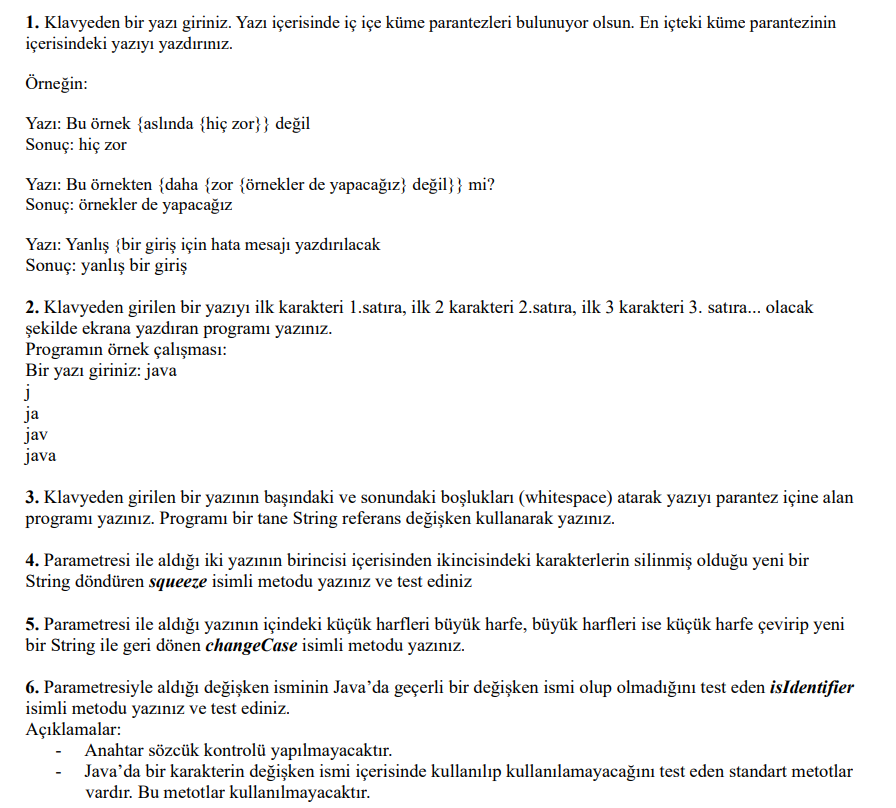 1. Klavyeden bir yazı giriniz. Yazı içerisinde iç içe küme parantezleri bulunuyor olsun. En içteki küme parantezinin
içerisindeki yazıyı yazdırınız.
Örneğin:
Yazı: Bu örnek {aslında {hiç zor}} değil
Sonuç: hiç zor
Yazı: Bu örnekten {daha {zor {örnekler de yapacağız} değil}} mi?
Sonuç: örnekler de yapacağız
Yazı: Yanlış {bir giriş için hata mesajı yazdırılacak
Sonuç: yanlış bir giriş
2. Klavyeden girilen bir yazıyı ilk karakteri 1.satıra, ilk 2 karakteri 2.satıra, ilk 3 karakteri 3. satıra... olacak
şekilde ekrana yazdıran programı yazınız.
Programın örnek çalışması:
Bir yazı giriniz: java
j
ja
jav
java
3. Klavyeden girilen bir yazının başındaki ve sonundaki boşlukları (whitespace) atarak yazıyı parantez içine alan
programı yazınız. Programı bir tane String referans değişken kullanarak yazınız.
4. Parametresi ile aldığı iki yazının birincisi içerisinden ikincisindeki karakterlerin silinmiş olduğu yeni bir
String döndüren squeeze isimli metodu yazınız ve test ediniz
5. Parametresi ile aldığı yazının içindeki küçük harfleri büyük harfe, büyük harfleri ise küçük harfe çevirip yeni
bir String ile geri dönen changeCase isimli metodu yazınız.
6. Parametresiyle aldığı değişken isminin Java’da geçerli bir değişken ismi olup olmadığını test eden isIdentifier
isimli metodu yazınız ve test ediniz.
Açıklamalar:
- Anahtar sözcük kontrolü yapılmayacaktır.
- Java’da bir karakterin değişken ismi içerisinde kullanılıp kullanılamayacağını test eden standart metotlar
vardır. Bu metotlar kullanılmayacaktır.